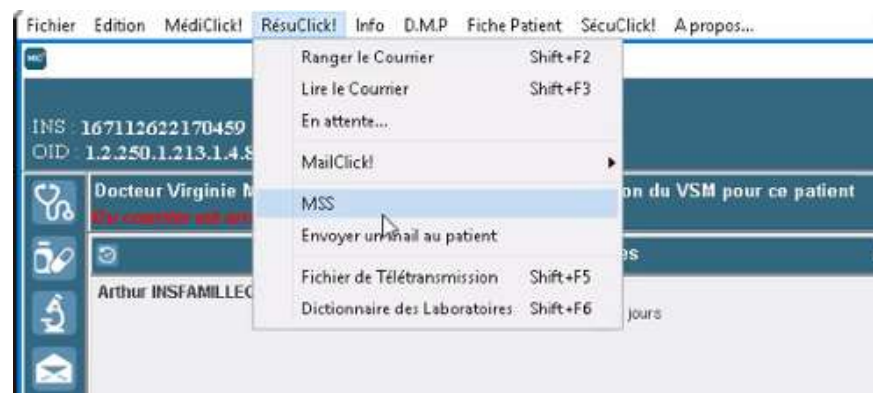 Fichier Edition MédiClick! RésuClick! Info D.M.P Fiche Patient SécuClick! A propos...
Ranger le Courrier Shift+F2
Lire le Courrier Shift+F3
INS : 167112622170459
En attente...
OID : 1.2.250.1.213.1.4.8
MailClick!
Docteur Virginie M
on du VSM pour ce patient
MSS
Envoyer un mail au patient
es
Fichier de Télétransmission Shift+F5
Arthur INSFAMILLEC
Dictionnaire des Laboratoires Shift+F6
jours